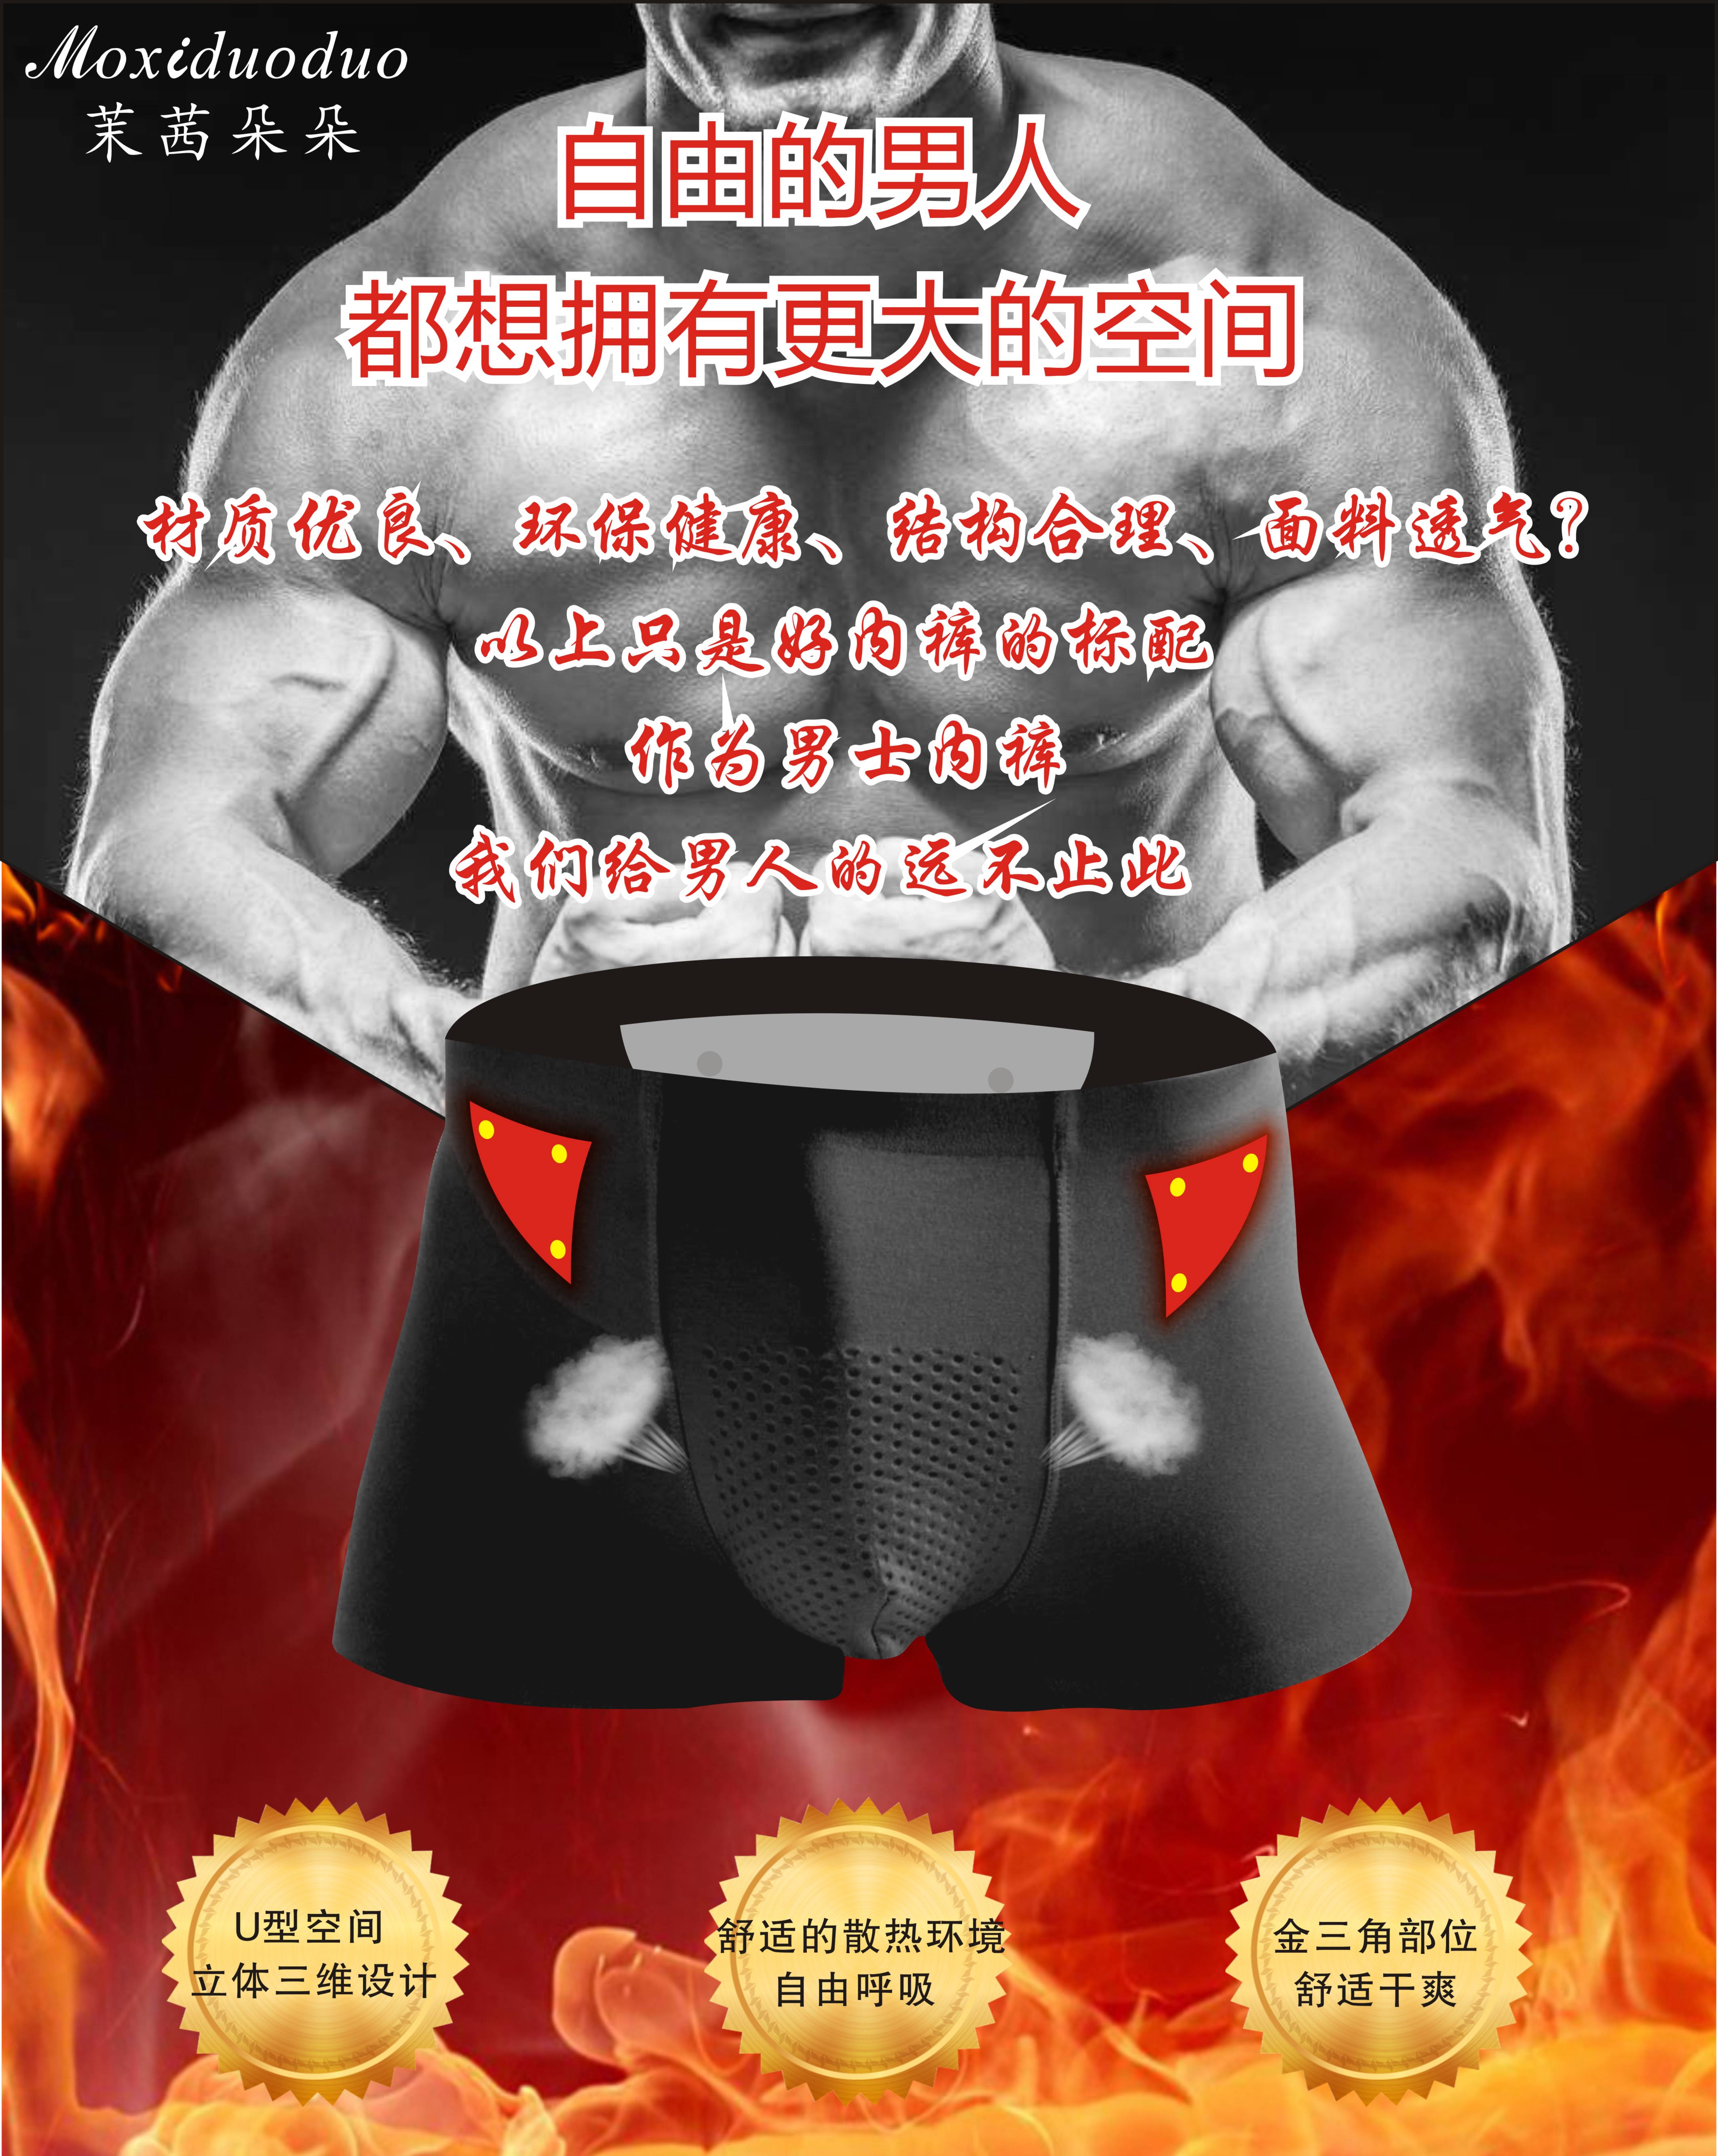 Moxiduoduo
茉茜朵朵
自由的男人
都想拥有更大的空间
材质优良、环保健康、结构合理、面料透气?
以上只是好内裤的标配
作为男士内裤
我们给男人的远不止此
U型空间
立体三维设计
舒适的散热环境
自由呼吸
金三角部位
舒适干爽